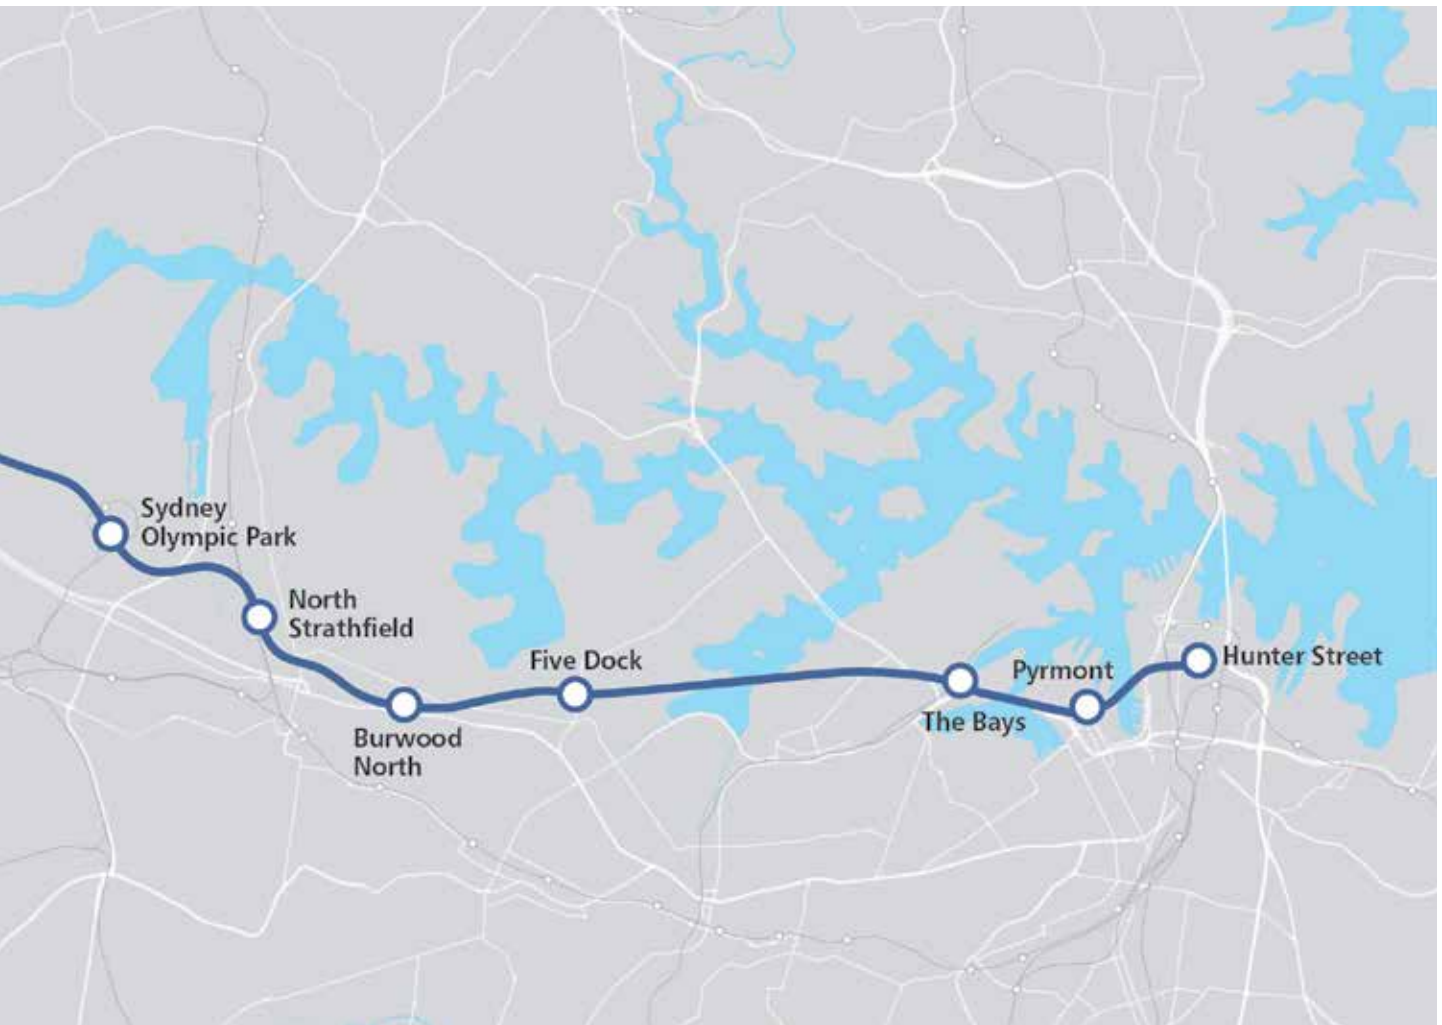 Sydney
Olympic Park
North
Strathfield
Five Dock
Burwood
North
Pyrmont
The Bays
Hunter Street